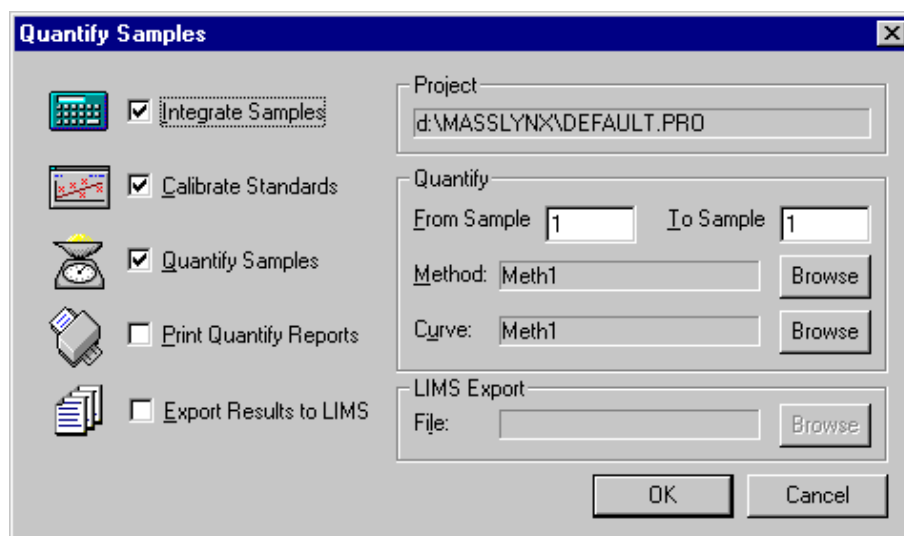 Quantify Samples
Integrate Samples
Calibrate Standards
Quantify Samples
Print Quantify Reports
Export Results to LIMS
Project
d:\MASSLYNX\DEFAULT.PRO
Quantify
From Sample 1 To Sample 1
Method: Meth1 Browse
Curve: Meth1 Browse
LIMS Export
File: Browse
OK Cancel